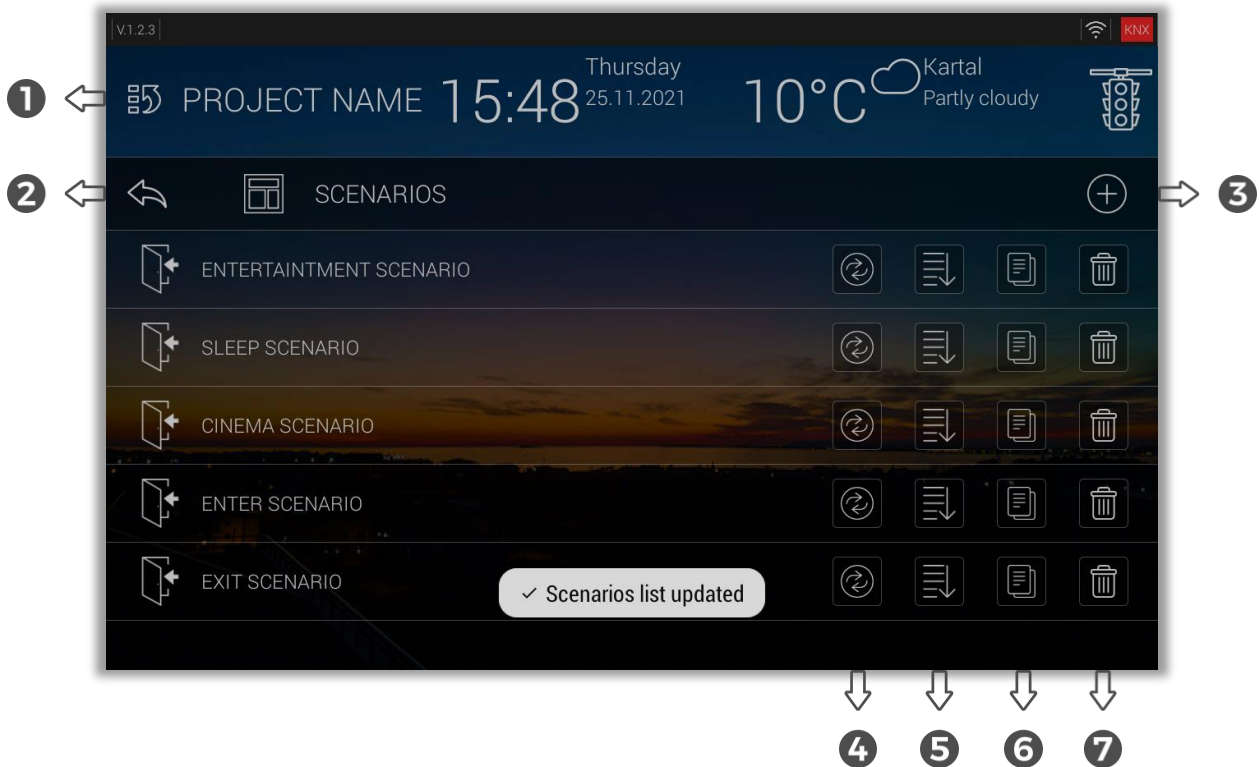 V.1.2.3
KNX
1
PROJECT NAME
15:48
Thursday
25.11.2021
10°C
Kartal
Partly cloudy
2
SCENARIOS
3
ENTERTAINTMENT SCENARIO
SLEEP SCENARIO
CINEMA SCENARIO
ENTER SCENARIO
EXIT SCENARIO
✓ Scenarios list updated
4
5
6
7